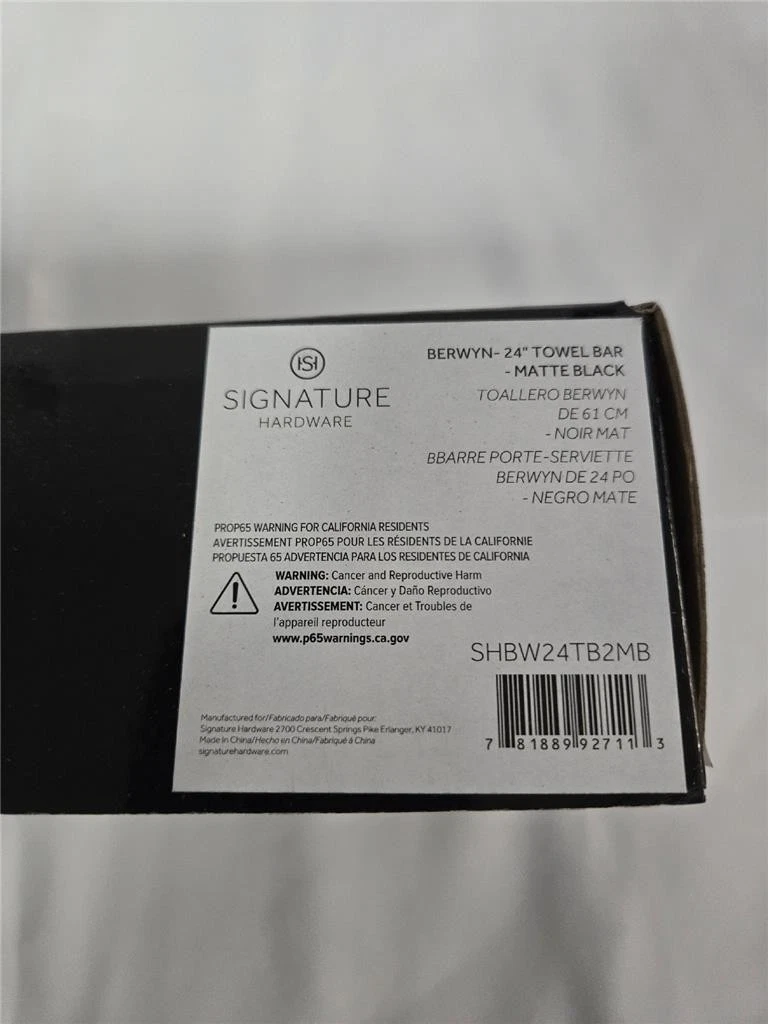 SH
SIGNATURE
HARDWARE
BERWYN- 24" TOWEL BAR
- MATTE BLACK
TOALLERO BERWYN
DE 61 CM
- NOIR MAT
BBARRE PORTE-SERVIETTE
BERWYN DE 24 PO
- NEGRO MATE
PROP65 WARNING FOR CALIFORNIA RESIDENTS
AVERTISSEMENT PROP65 POUR LES RÉSIDENTS DE LA CALIFORNIE
PROPUESTA 65 ADVERTENCIA PARA LOS RESIDENTES DE CALIFORNIA
WARNING: Cancer and Reproductive Harm
ADVERTENCIA: Cáncer y Daño Reproductivo
AVERTISSEMENT: Cancer et Troubles de
l'appareil reproducteur
www.p65warnings.ca.gov
SHBW24TB2MB
7 81889 92711 3
Manufactured for/Fabricado para/Fabriqué pour:
Signature Hardware 2700 Crescent Springs Pike Erlanger, KY 41017
Made in China/Hecho en China/Fabriqué á China
signaturehardware.com